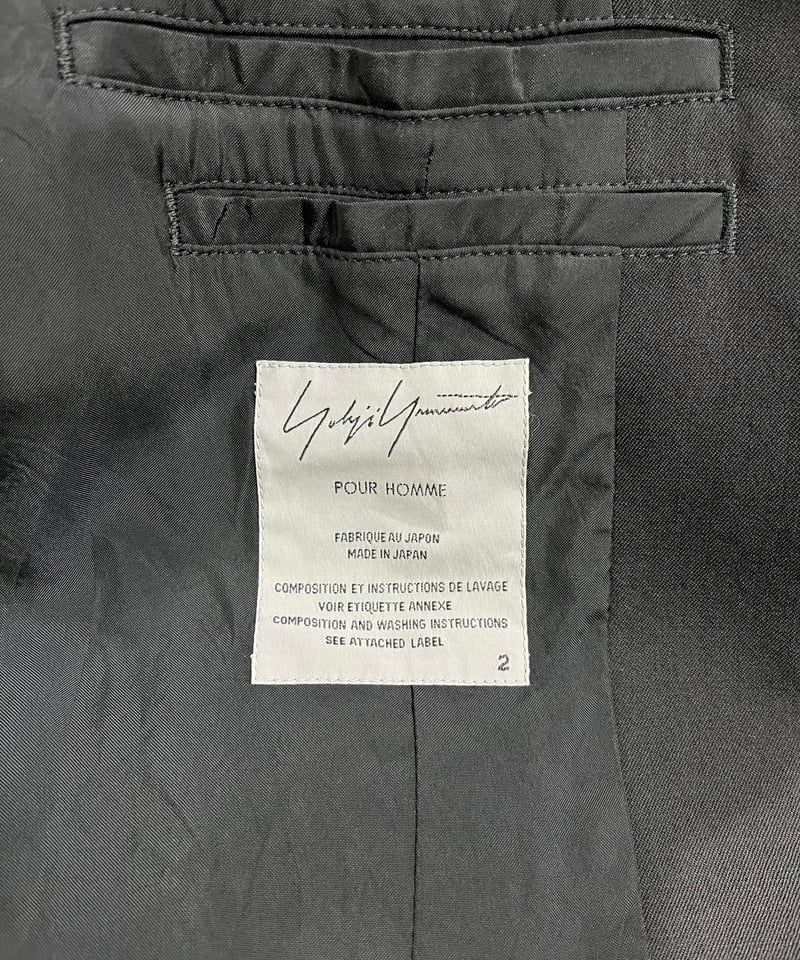 Yohji Yamamoto
POUR HOMME
FABRIQUE AU JAPON
MADE IN JAPAN
COMPOSITION ET INSTRUCTIONS DE LAVAGE
VOIR ETIQUETTE ANNEXE
COMPOSITION AND WASHING INSTRUCTIONS
SEE ATTACHED LABEL
2